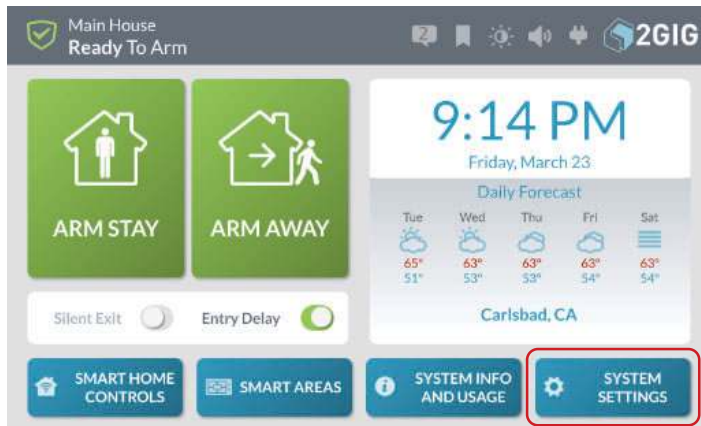 Main House
Ready To Arm
2
2GIG
ARM STAY
ARM AWAY
9:14 PM
Friday, March 23
Daily Forecast
Tue Wed Thu Fri Sat
65° 63° 63° 63° 63°
51° 53° 53° 54° 54°
Carlsbad, CA
Silent Exit
Entry Delay
SMART HOME
CONTROLS
SMART AREAS
SYSTEM INFO
AND USAGE
SYSTEM
SETTINGS